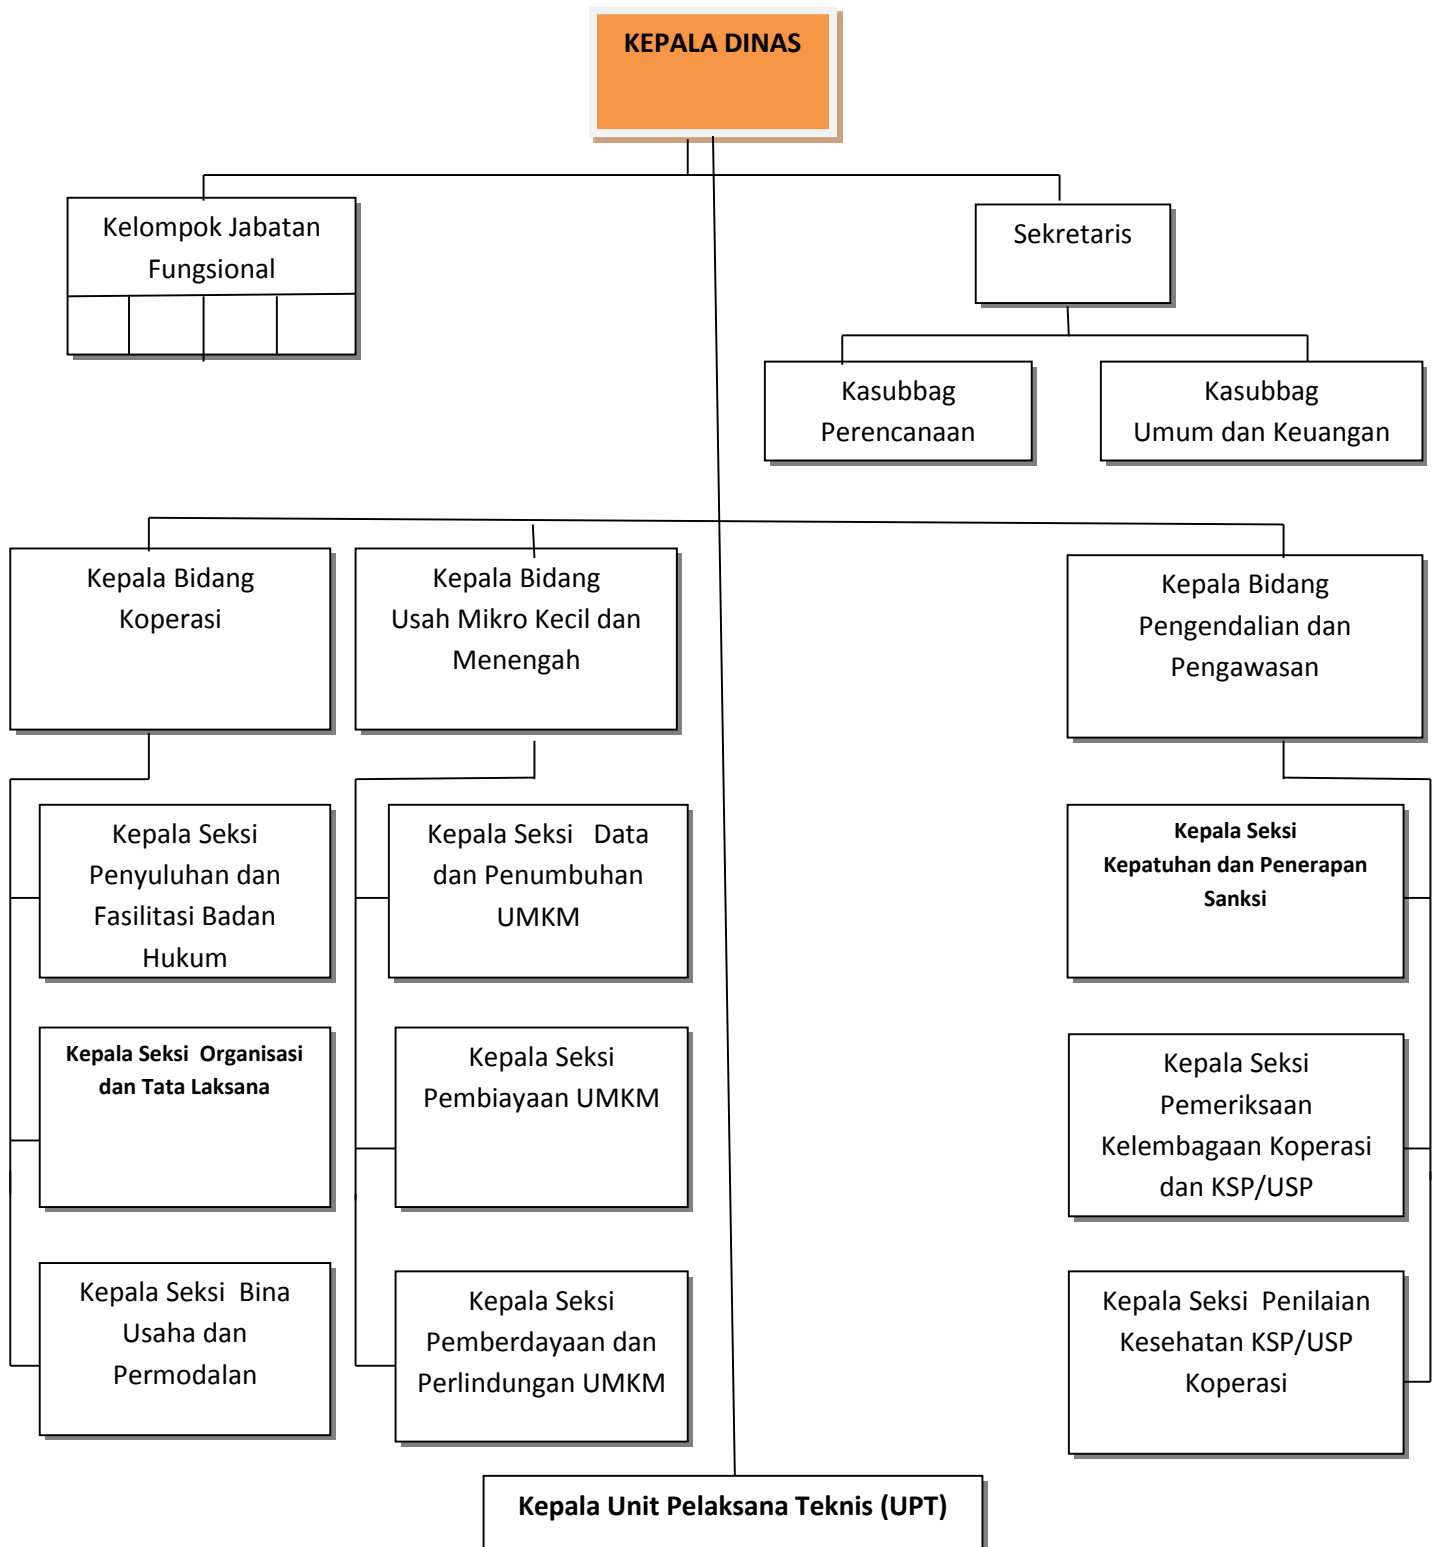 KEPALA DINAS
Kelompok Jabatan
Fungsional
Sekretaris
Kasubbag
Perencanaan
Kasubbag
Umum dan Keuangan
Kepala Bidang
Koperasi
Kepala Bidang
Usah Mikro Kecil dan
Menengah
Kepala Bidang
Pengendalian dan
Pengawasan
Kepala Seksi
Penyuluhan dan
Fasilitasi Badan
Hukum
Kepala Seksi Data
dan Penumbuhan
UMKM
Kepala Seksi
Kepatuhan dan Penerapan
Sanksi
Kepala Seksi Organisasi
dan Tata Laksana
Kepala Seksi
Pembiayaan UMKM
Kepala Seksi
Pemeriksaan
Kelembagaan Koperasi
dan KSP/USP
Kepala Seksi Bina
Usaha dan
Permodalan
Kepala Seksi
Pemberdayaan dan
Perlindungan UMKM
Kepala Seksi Penilaian
Kesehatan KSP/USP
Koperasi
Kepala Unit Pelaksana Teknis (UPT)